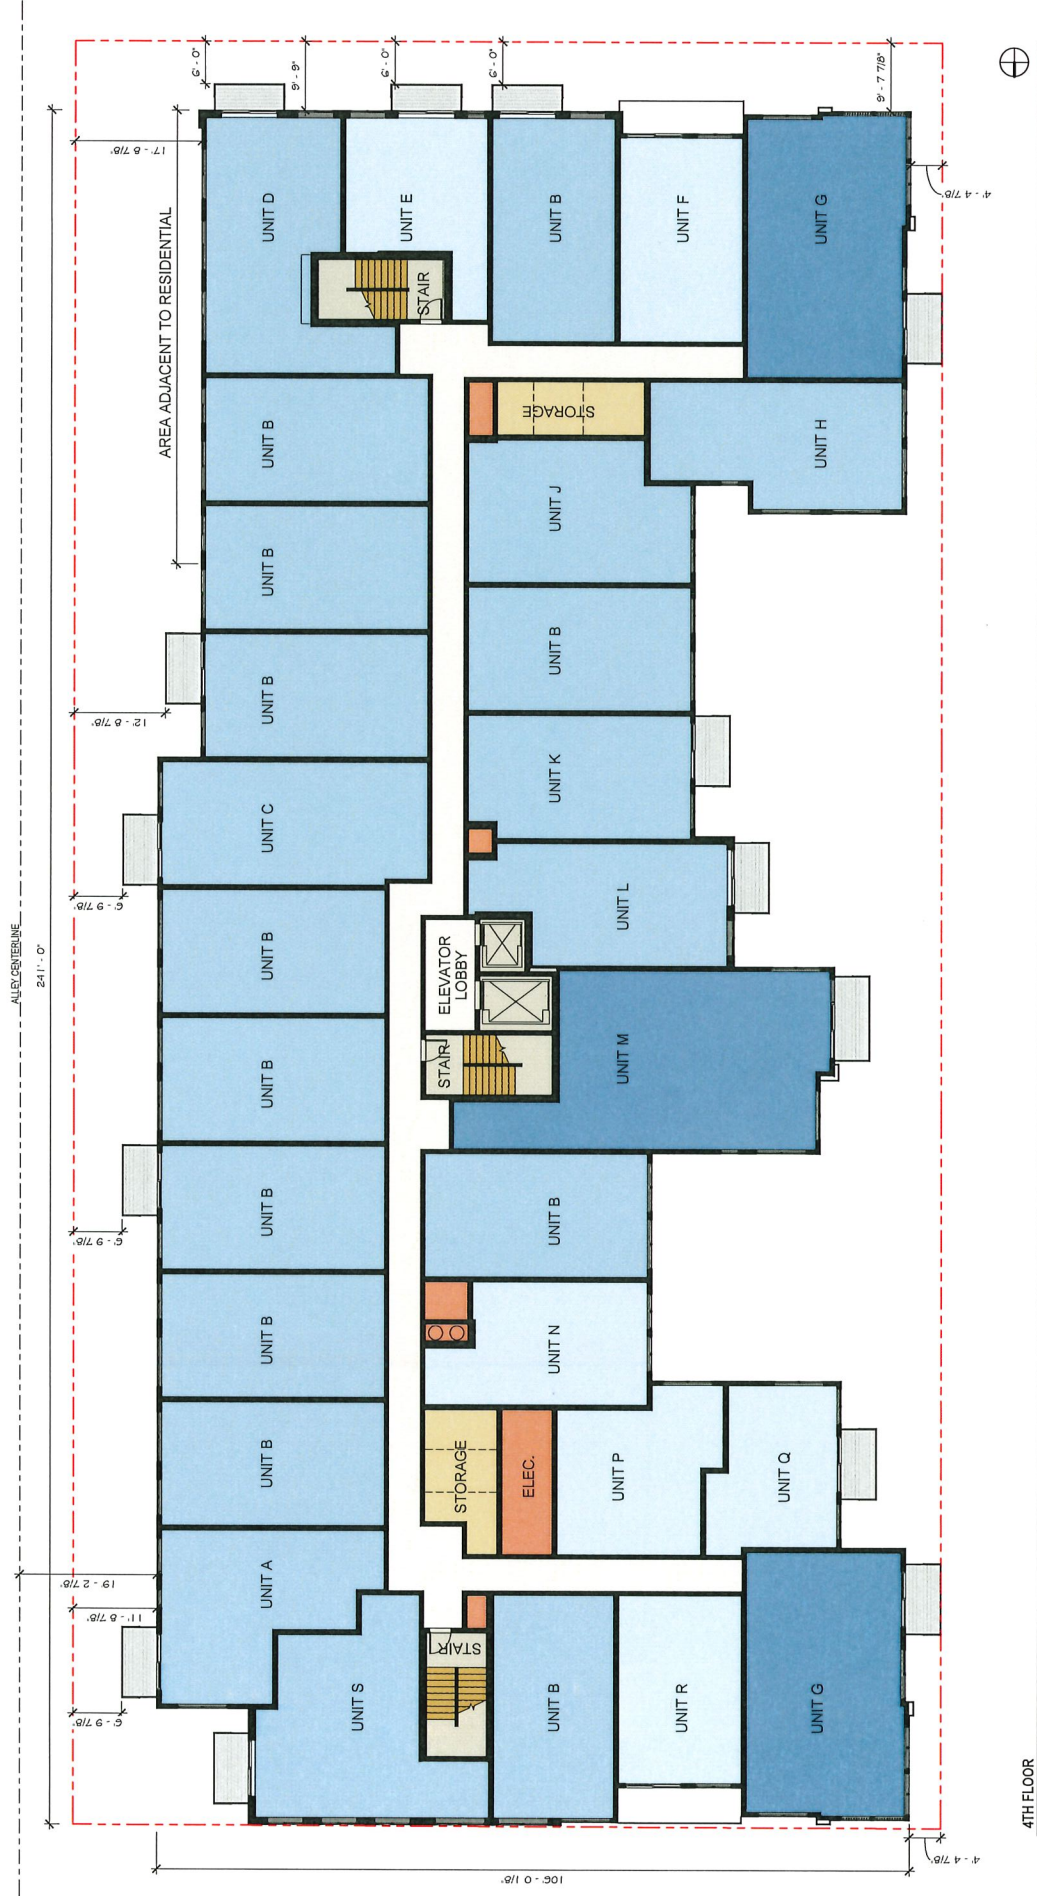 6' - 0"
9' - 9"
6' - 0"
6' - 0"
9' - 7 7/8"
17' - 8 7/8"
4' - 4 7/8"
AREA ADJACENT TO RESIDENTIAL
UNIT D
UNIT E
UNIT B
UNIT F
UNIT G
STAIR
UNIT B
STORAGE
UNIT H
UNIT B
UNIT J
UNIT B
UNIT B
12' - 8 7/8"
UNIT C
UNIT K
6' - 9 7/8"
ALLEY CENTERLINE
241' - 0"
UNIT B
ELEVATOR
LOBBY
UNIT L
UNIT B
STAIR
UNIT M
UNIT B
UNIT B
6' - 9 7/8"
UNIT B
UNIT N
UNIT B
STORAGE
ELEC.
UNIT P
UNIT Q
19' - 2 7/8"
11' - 8 7/8"
UNIT A
6' - 9 7/8"
UNIT S
STAIR
UNIT B
UNIT R
UNIT G
106' - 0 1/8"
4' - 4 7/8"
4TH FLOOR